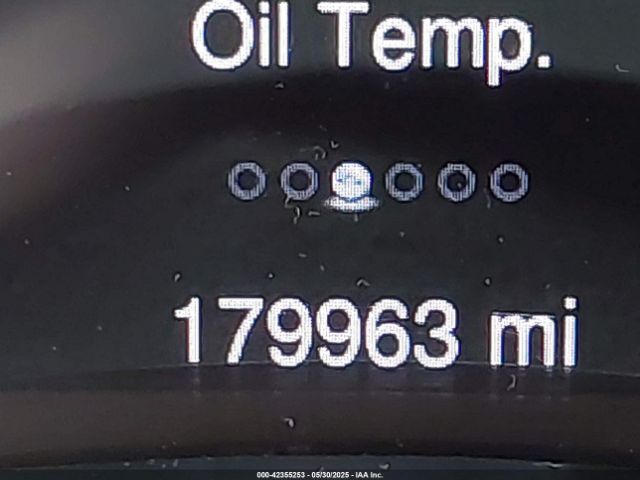 Oil Temp.
179963 mi
000-42355253 - 05/30/2025 - IAA Inc.